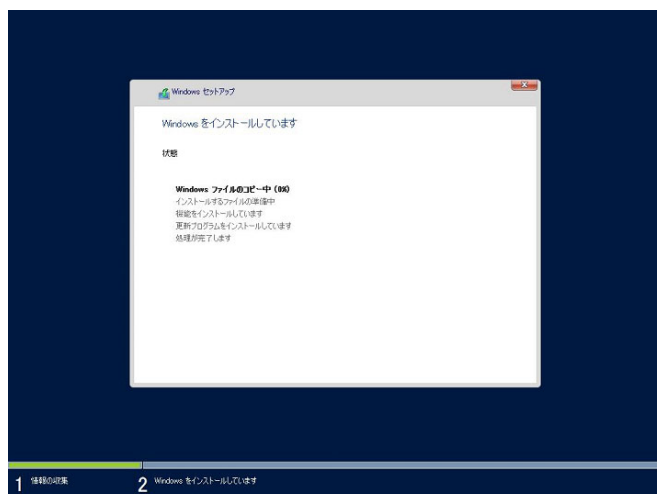 Windows セットアップ
Windows をインストールしています
状態
Windows ファイルのコピー中 (0%)
インストールするファイルの準備中
機能をインストールしています
更新プログラムをインストールしています
処理が完了します
1 情報の収集
2 Windows をインストールしています